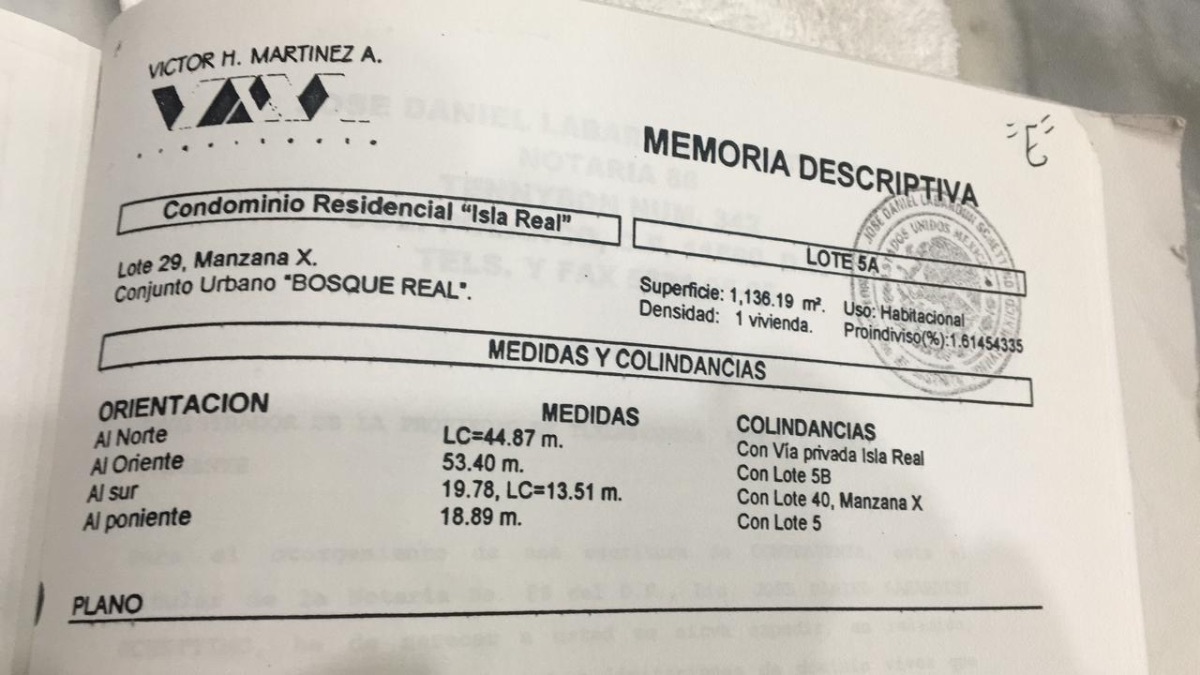 VICTOR H. MARTINEZ A.
"E"
MEMORIA DESCRIPTIVA
Condominio Residencial “Isla Real”
LOTE 5A
Lote 29, Manzana X.
Conjunto Urbano "BOSQUE REAL".
Superficie: 1,136.19 m². Uso: Habitacional
Densidad: 1 vivienda. Proindiviso(%):1.61454335
MEDIDAS Y COLINDANCIAS
ORIENTACION MEDIDAS COLINDANCIAS
Al Norte LC=44.87 m. Con Vía privada Isla Real
Al Oriente 53.40 m. Con Lote 5B
Al sur 19.78, LC=13.51 m. Con Lote 40, Manzana X
Al poniente 18.89 m. Con Lote 5
PLANO